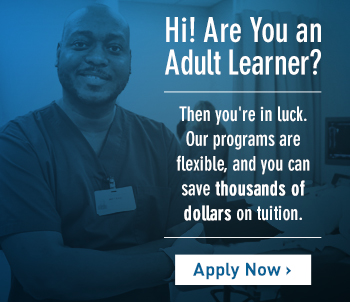 Hi! Are You an
Adult Learner?
Then you're in luck.
Our programs are
flexible, and you can
save thousands of
dollars on tuition.
Apply Now ›